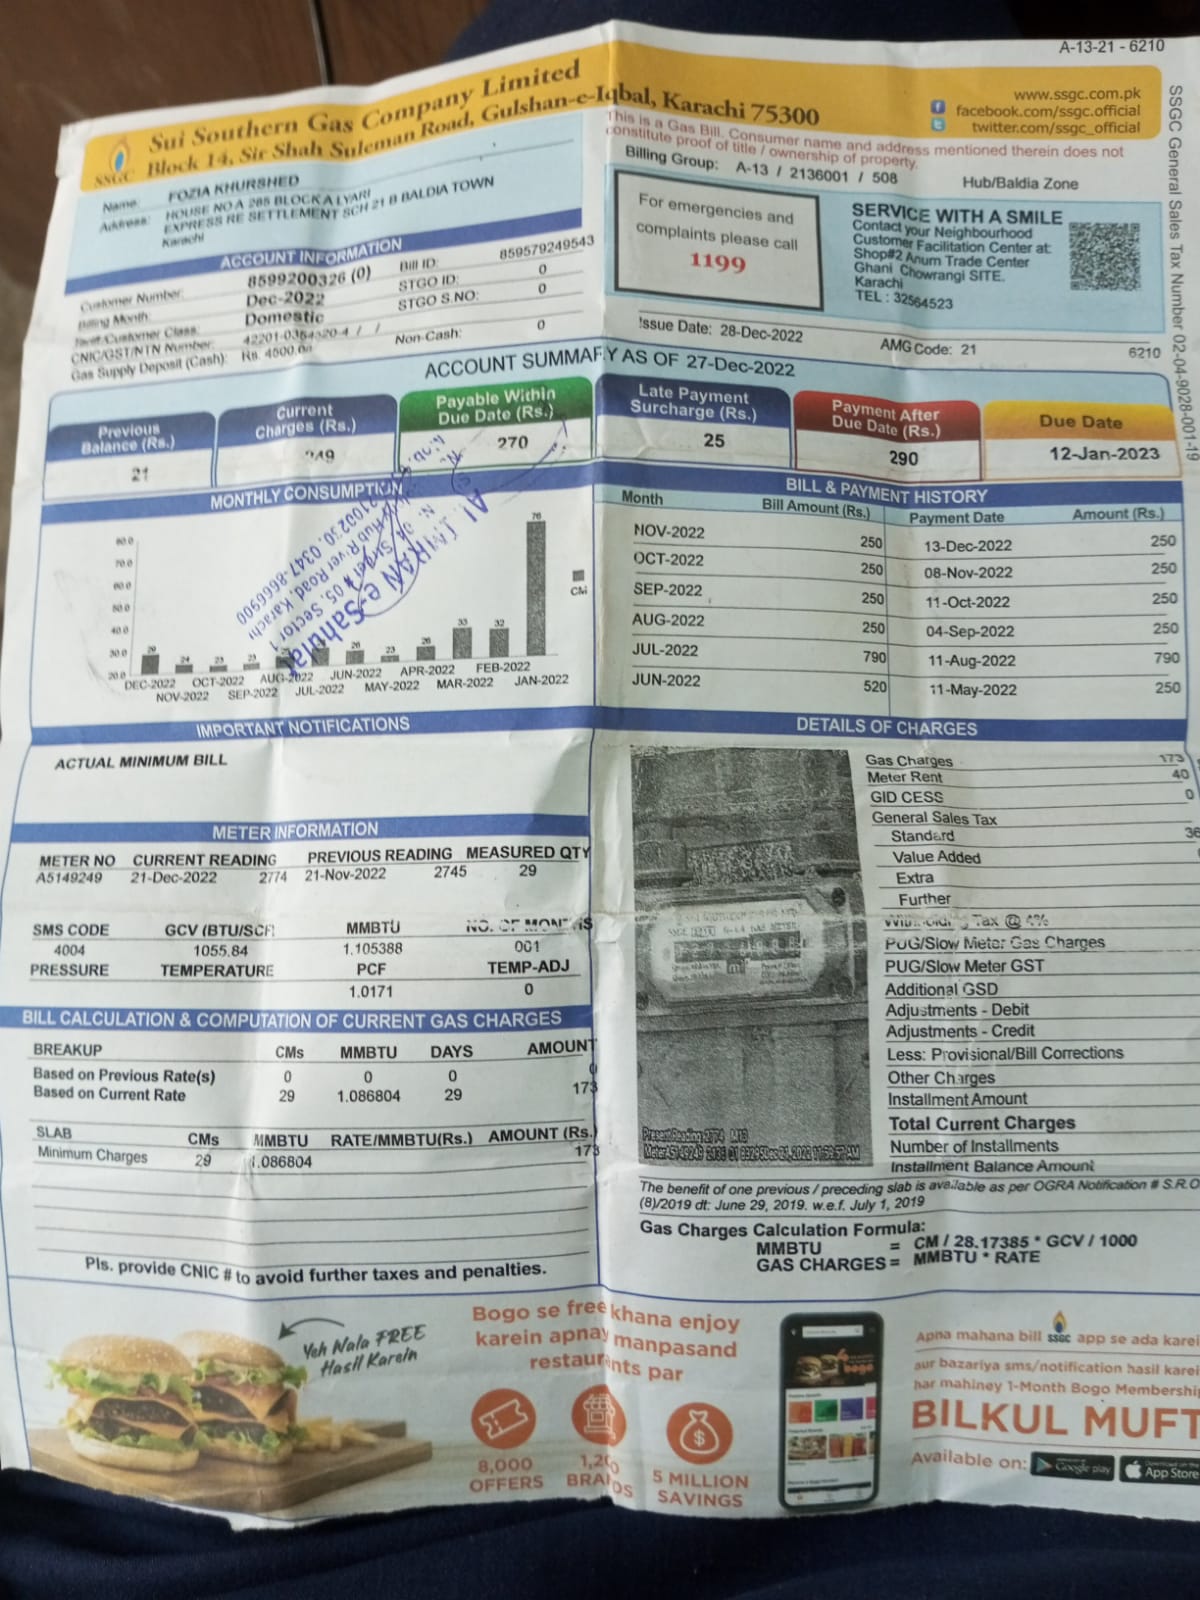 A-13-21 - 6210
Sui Southern Gas Company Limited
Block 14, Sir Shah Suleman Road, Gulshan-e-Iqbal, Karachi 75300
SSGC
www.ssgc.com.pk
facebook.com/ssgc.official
twitter.com/ssgc_official
SSGC General Sales Tax Number 02-04-9028-001-19
This is a Gas Bill. Consumer name and address mentioned therein does not
constitute proof of title / ownership of property.
Name: FOZIA KHURSHED
Address: HOUSE NO A 265 BLOCK A LYARI
EXPRESS RE SETTLEMENT SCH 21 B BALDIA TOWN
Karachi
Billing Group: A-13 / 2136001 / 508 Hub/Baldia Zone
For emergencies and
complaints please call
1199
SERVICE WITH A SMILE
Contact your Neighbourhood
Customer Facilitation Center at:
Shop#2 Anum Trade Center
Ghani Chowrangi SITE.
Karachi
TEL : 32564523
ACCOUNT INFORMATION
Customer Number: 8599200326 (0) Bill ID: 859579249543
Billing Month: Dec-2022 STGO ID: 0
Customer Class: Domestic STGO S.NO: 0
CNIC/GST/NTN Number: / /
Gas Supply Deposit (Cash): Rs. Non-Cash: 0
Issue Date: 28-Dec-2022 AMG Code: 21 6210
ACCOUNT SUMMARY AS OF 27-Dec-2022
Previous Balance (Rs.) Current Charges (Rs.) Payable Within Due Date (Rs.) Late Payment Surcharge (Rs.) Payment After Due Date (Rs.) Due Date
21 249 270 25 290 12-Jan-2023
MONTHLY CONSUMPTION
80.0
70.0
60.0
50.0
40.0
30.0
20.0
29 24 23 23 26 23 26 33 32 76
CM
DEC-2022 OCT-2022 AUG-2022 JUN-2022 APR-2022 FEB-2022
NOV-2022 SEP-2022 JUL-2022 MAY-2022 MAR-2022 JAN-2022
AL IMRAN e-Sahulat
Street # 05, Sector
Hub River Road, Karachi
0347-8666900
BILL & PAYMENT HISTORY
Month Bill Amount (Rs.) Payment Date Amount (Rs.)
NOV-2022 250 13-Dec-2022 250
OCT-2022 250 08-Nov-2022 250
SEP-2022 250 11-Oct-2022 250
AUG-2022 250 04-Sep-2022 250
JUL-2022 790 11-Aug-2022 790
JUN-2022 520 11-May-2022 250
IMPORTANT NOTIFICATIONS
ACTUAL MINIMUM BILL
METER INFORMATION
METER NO CURRENT READING PREVIOUS READING MEASURED QTY
A5149249 21-Dec-2022 2774 21-Nov-2022 2745 29
SMS CODE GCV (BTU/SCF) MMBTU NO. OF MONTHS
4004 1055.84 1.105388 001
PRESSURE TEMPERATURE PCF TEMP-ADJ
1.0171 0
BILL CALCULATION & COMPUTATION OF CURRENT GAS CHARGES
BREAKUP CMs MMBTU DAYS AMOUNT
Based on Previous Rate(s) 0 0 0 0
Based on Current Rate 29 1.086804 29 173
SLAB CMs MMBTU RATE/MMBTU(Rs.) AMOUNT (Rs.)
Minimum Charges 29 1.086804 173
Pls. provide CNIC # to avoid further taxes and penalties.
DETAILS OF CHARGES
Gas Charges 173
Meter Rent 40
GID CESS 0
General Sales Tax
Standard 36
Value Added
Extra
Further
Withholding Tax @ 4%
PUG/Slow Meter Gas Charges
PUG/Slow Meter GST
Additional GSD
Adjustments - Debit
Adjustments - Credit
Less: Provisional/Bill Corrections
Other Charges
Installment Amount
Total Current Charges
Number of Installments
Installment Balance Amount
Present Reading 2774
The benefit of one previous / preceding slab is available as per OGRA Notification # S.R.O
(8)/2019 dt: June 29, 2019. w.e.f. July 1, 2019
Gas Charges Calculation Formula:
MMBTU = CM / 28.17385 * GCV / 1000
GAS CHARGES = MMBTU * RATE
Yeh Wala FREE
Hasil Karein
Bogo se free khana enjoy
karein apnay manpasand
restaurants par
8,000
OFFERS
1,200
BRANDS
5 MILLION
SAVINGS
bogo
Apna mahana bill SSGC app se ada karei
aur bazariya sms/notification hasil karei
har mahiney 1-Month Bogo Membershi
BILKUL MUFT
Available on: Google play App Store